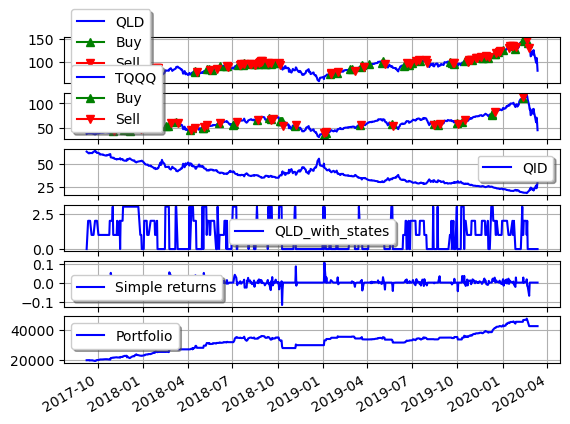 QLD
Buy
Sell
150
100
TQQQ
Buy
Sell
100
50
QID
50
25
QLD_with_states
2.5
0.0
Simple returns
0.1
0.0
−0.1
Portfolio
40000
20000
2017-10
2018-01
2018-04
2018-07
2018-10
2019-01
2019-04
2019-07
2019-10
2020-01
2020-04